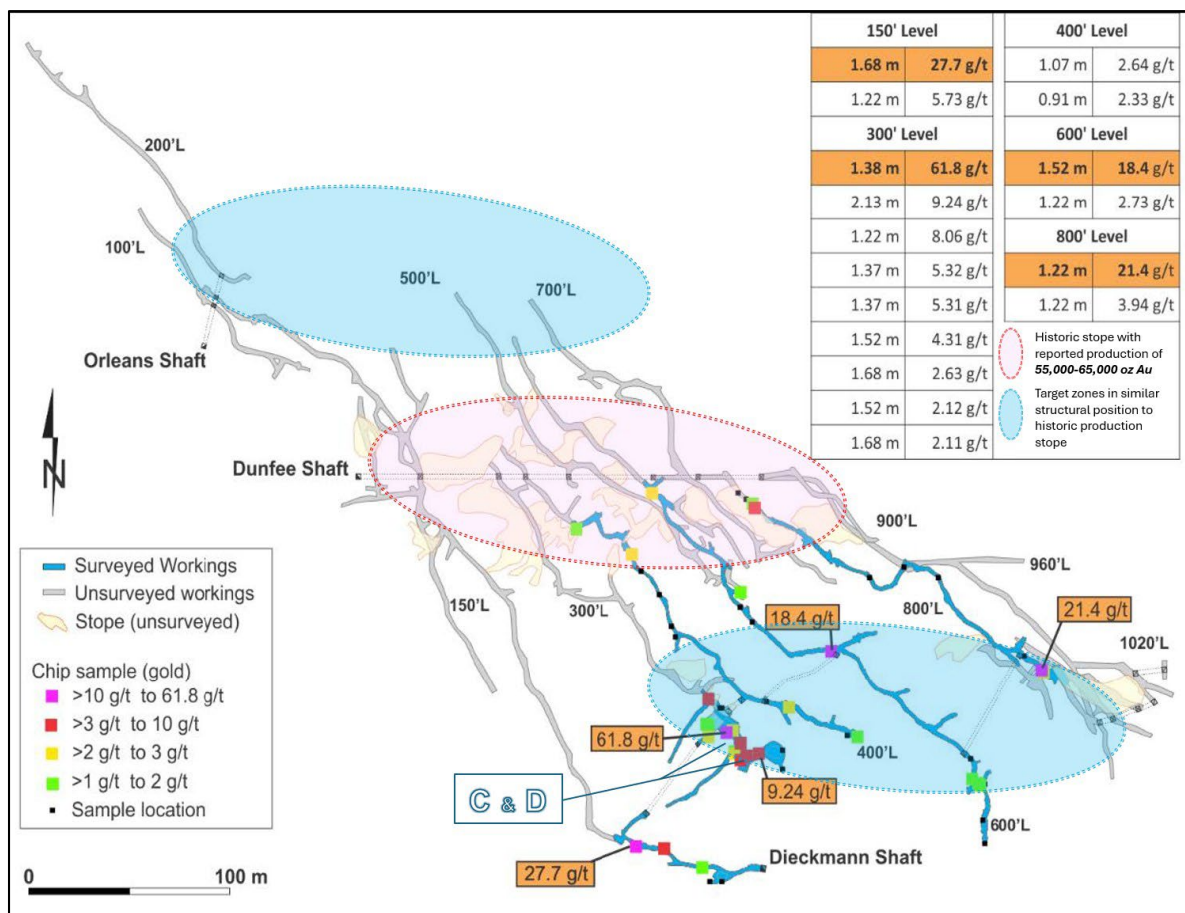 150' Level
1.68 m 27.7 g/t
1.22 m 5.73 g/t
300' Level
1.38 m 61.8 g/t
2.13 m 9.24 g/t
1.22 m 8.06 g/t
1.37 m 5.32 g/t
1.37 m 5.31 g/t
1.52 m 4.31 g/t
1.68 m 2.63 g/t
1.52 m 2.12 g/t
1.68 m 2.11 g/t
400' Level
1.07 m 2.64 g/t
0.91 m 2.33 g/t
600' Level
1.52 m 18.4 g/t
1.22 m 2.73 g/t
800' Level
1.22 m 21.4 g/t
1.22 m 3.94 g/t
Historic stope with
reported production of
55,000-65,000 oz Au
Target zones in similar
structural position to
historic production
stope
200'L
100'L
500'L
700'L
Orleans Shaft
N
Dunfee Shaft
900'L
960'L
150'L
300'L
800'L
1020'L
18.4 g/t
21.4 g/t
61.8 g/t
400'L
C & D
9.24 g/t
600'L
Dieckmann Shaft
27.7 g/t
Surveyed Workings
Unsurveyed workings
Stope (unsurveyed)
Chip sample (gold)
>10 g/t to 61.8 g/t
>3 g/t to 10 g/t
>2 g/t to 3 g/t
>1 g/t to 2 g/t
Sample location
0 100 m